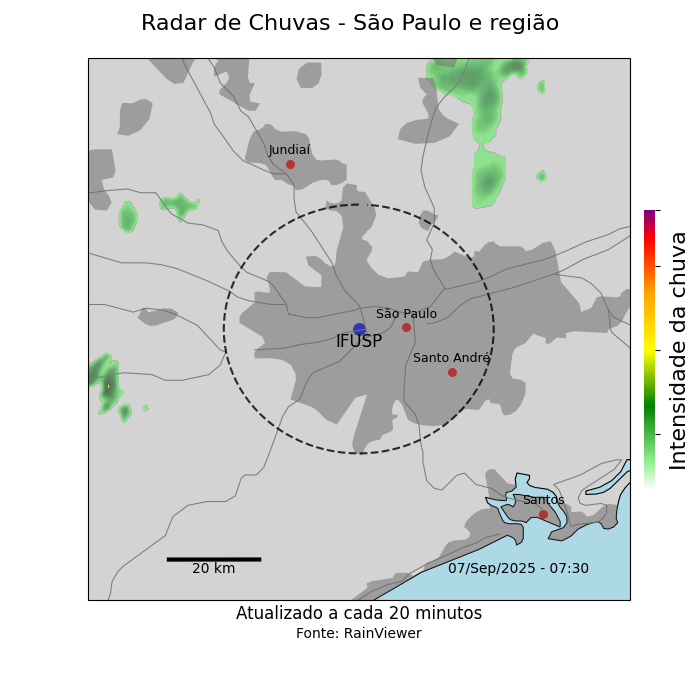 Radar de Chuvas - São Paulo e região
Jundiaí
São Paulo
IFUSP
Santo André
Intensidade da chuva
Santos
20 km
07/Sep/2025 - 07:30
Atualizado a cada 20 minutos
Fonte: RainViewer